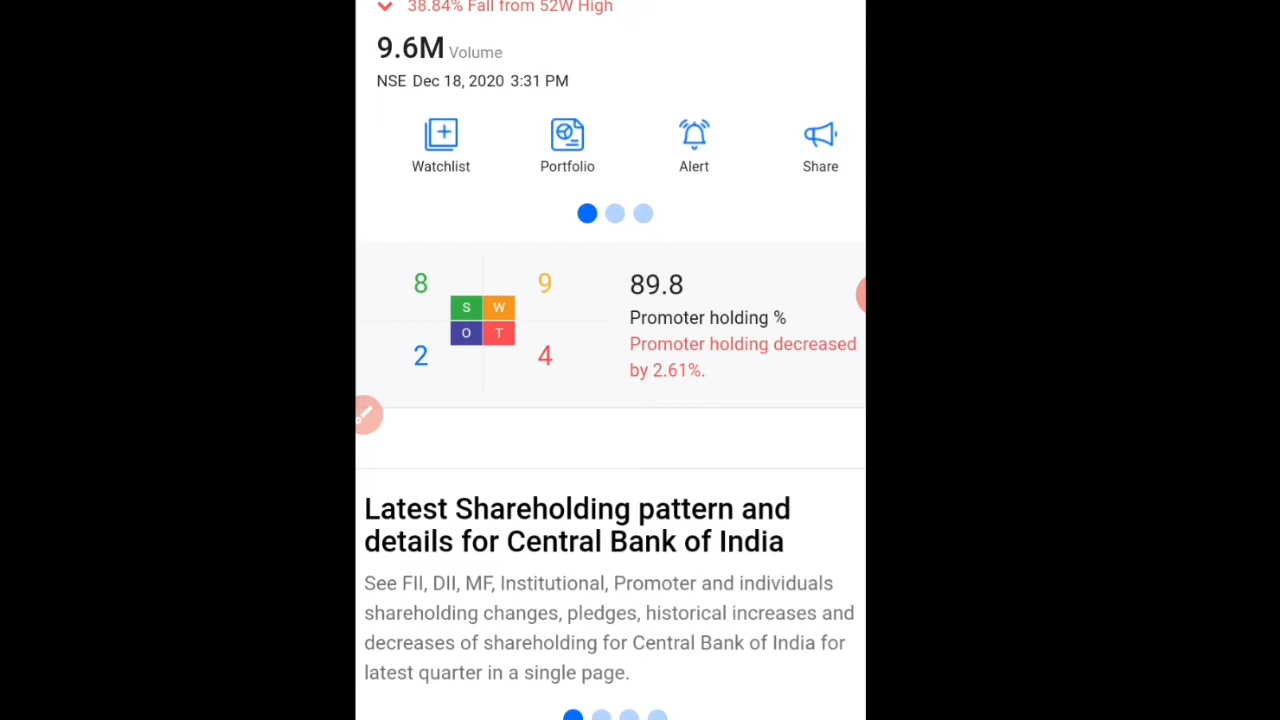 38.84% Fall from 52W High
9.6M Volume
NSE Dec 18, 2020 3:31 PM
Watchlist Portfolio Alert Share
8 9
S W
O T
2 4
89.8
Promoter holding %
Promoter holding decreased
by 2.61%.
Latest Shareholding pattern and
details for Central Bank of India
See FII, DII, MF, Institutional, Promoter and individuals
shareholding changes, pledges, historical increases and
decreases of shareholding for Central Bank of India for
latest quarter in a single page.